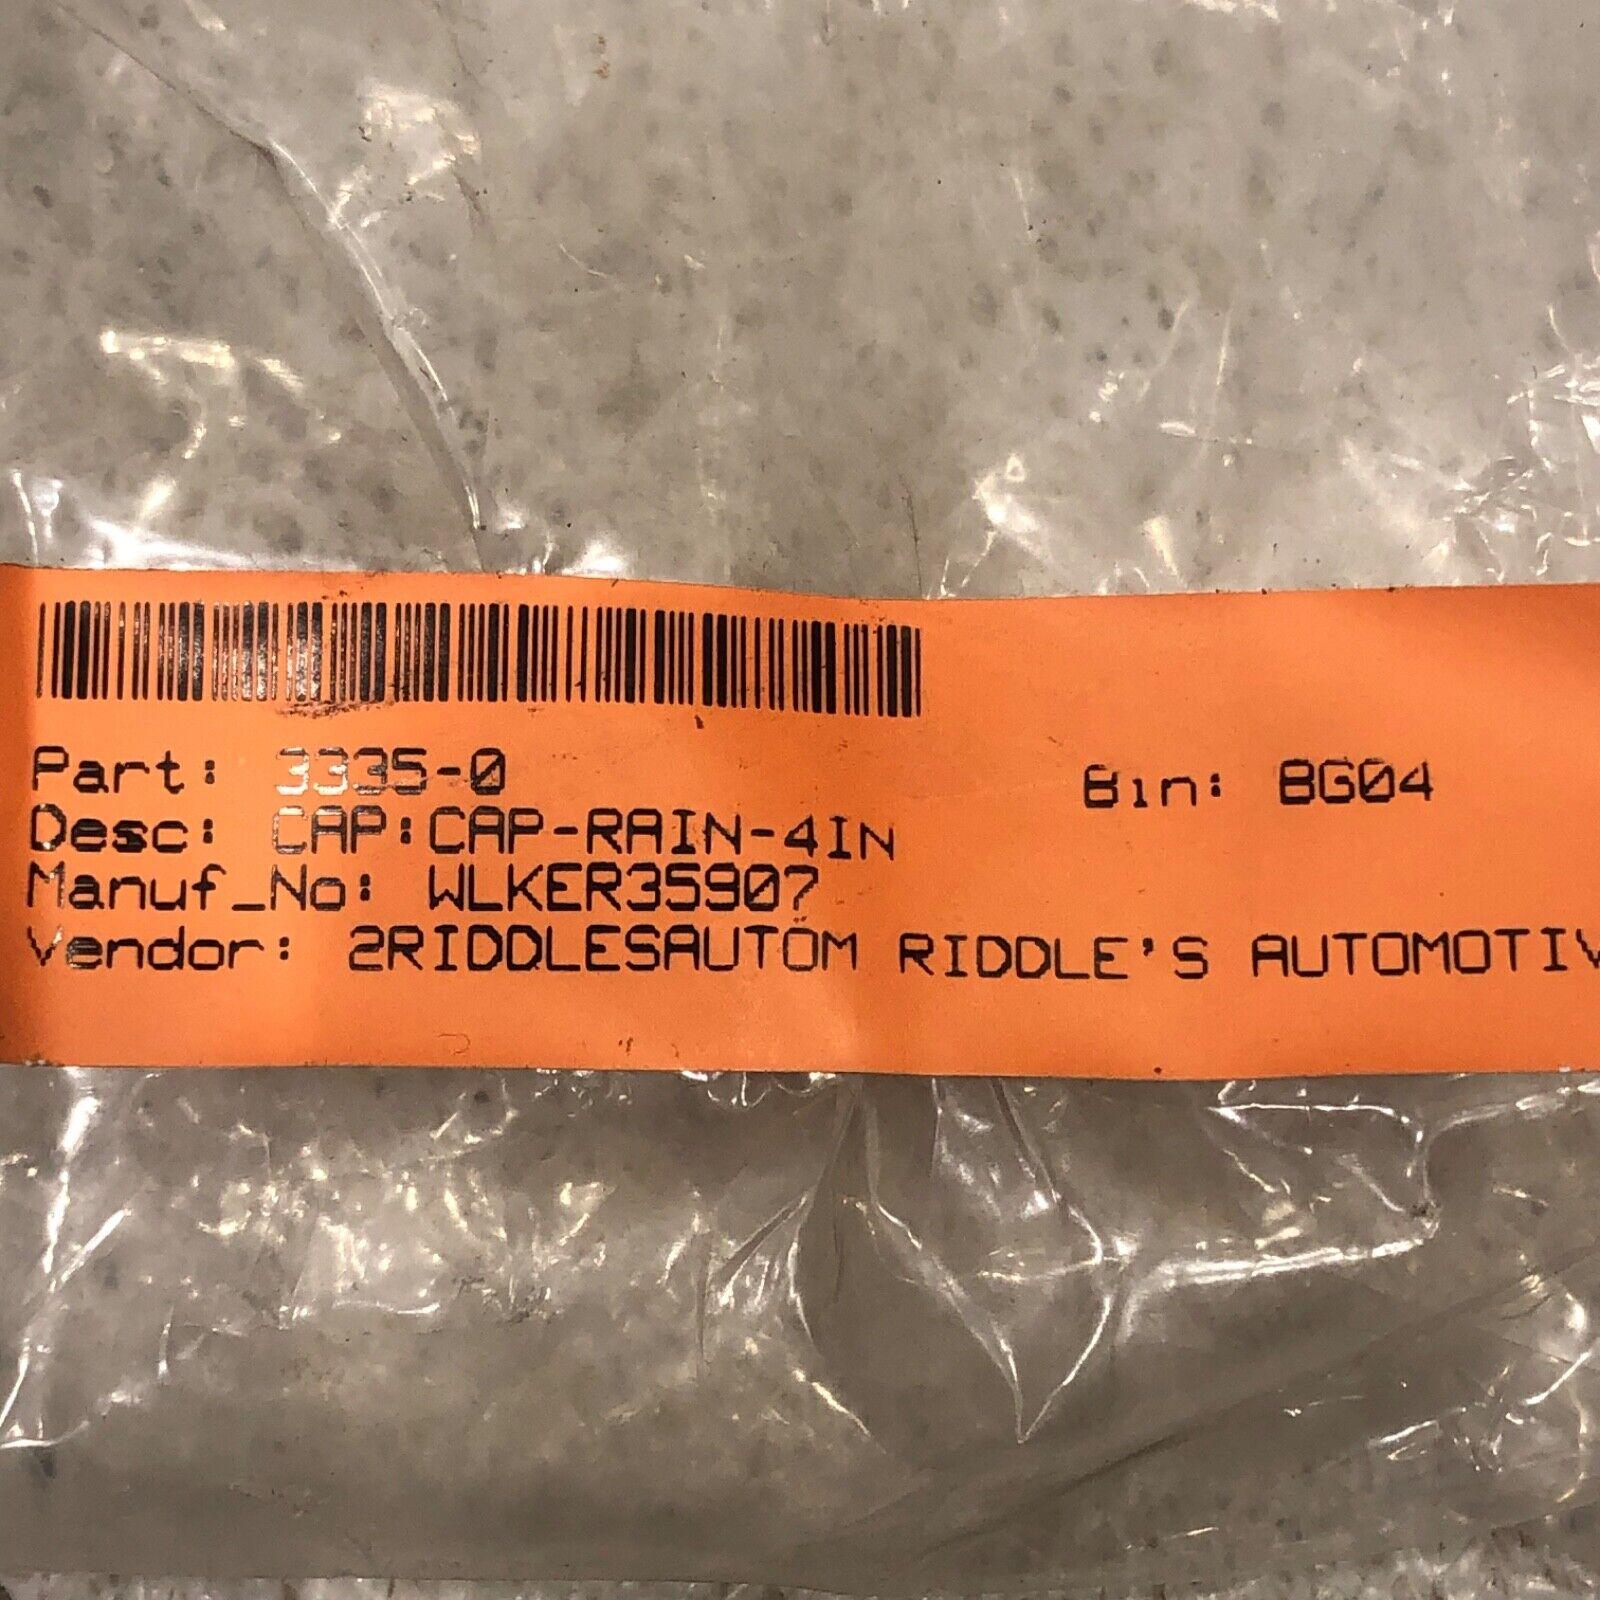 Part: 3335-0 Bin: BG04
Desc: CAP:CAP-RAIN-4IN
Manuf_No: WLKER35907
Vendor: 2RIDDLESAUTOM RIDDLE'S AUTOMOTIV